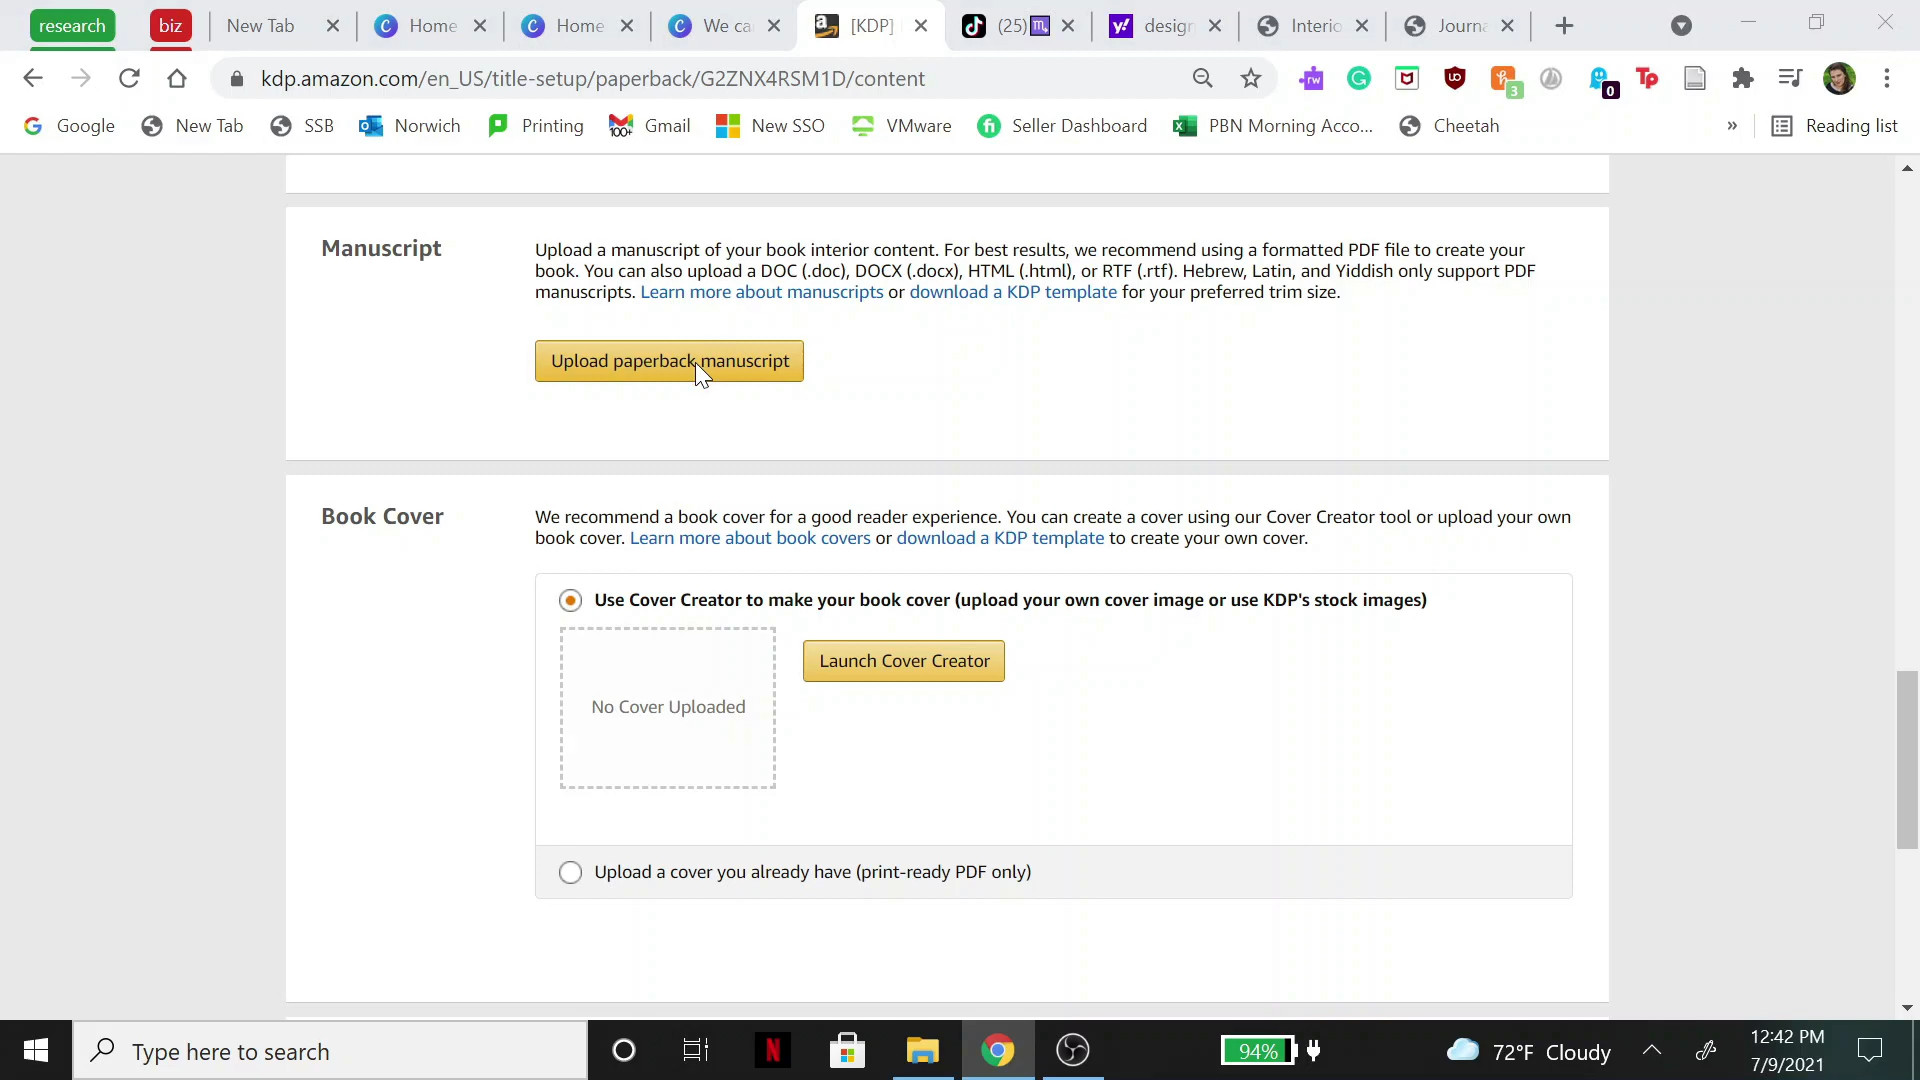 research
biz
New Tab
Home
Home
We ca
[KDP]
(25)
design
Interio
Journa
kdp.amazon.com/en_US/title-setup/paperback/G2ZNX4RSM1D/content
rw
3
0
Tp
Google
New Tab
SSB
Norwich
Printing
Gmail
New SSO
VMware
Seller Dashboard
PBN Morning Acco...
Cheetah
»
Reading list
Manuscript
Upload a manuscript of your book interior content. For best results, we recommend using a formatted PDF file to create your
book. You can also upload a DOC (.doc), DOCX (.docx), HTML (.html), or RTF (.rtf). Hebrew, Latin, and Yiddish only support PDF
manuscripts. Learn more about manuscripts or download a KDP template for your preferred trim size.
Upload paperback manuscript
Book Cover
We recommend a book cover for a good reader experience. You can create a cover using our Cover Creator tool or upload your own
book cover. Learn more about book covers or download a KDP template to create your own cover.
Use Cover Creator to make your book cover (upload your own cover image or use KDP's stock images)
Launch Cover Creator
No Cover Uploaded
Upload a cover you already have (print-ready PDF only)
Type here to search
94%
72°F Cloudy
12:42 PM
7/9/2021